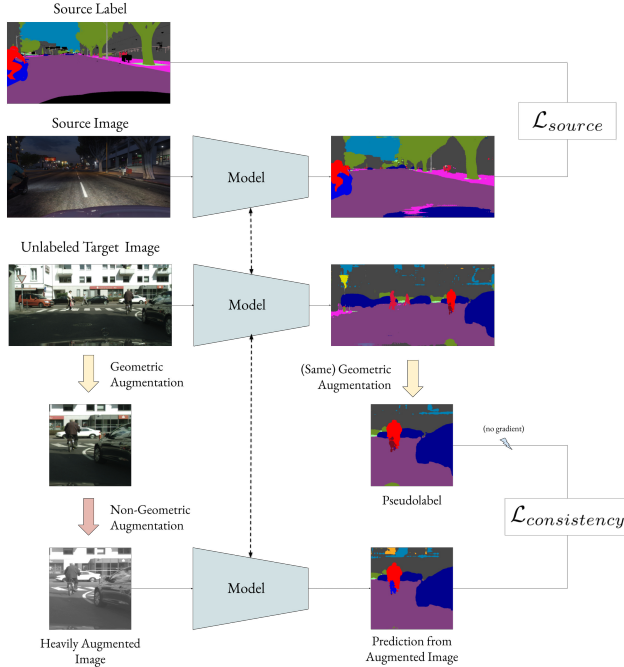 Source Label
Source Image
Model
ℒsource
Unlabeled Target Image
Model
Geometric
Augmentation
(Same) Geometric
Augmentation
(no gradient)
Pseudolabel
Non-Geometric
Augmentation
ℒconsistency
Model
Heavily Augmented
Image
Prediction from
Augmented Image